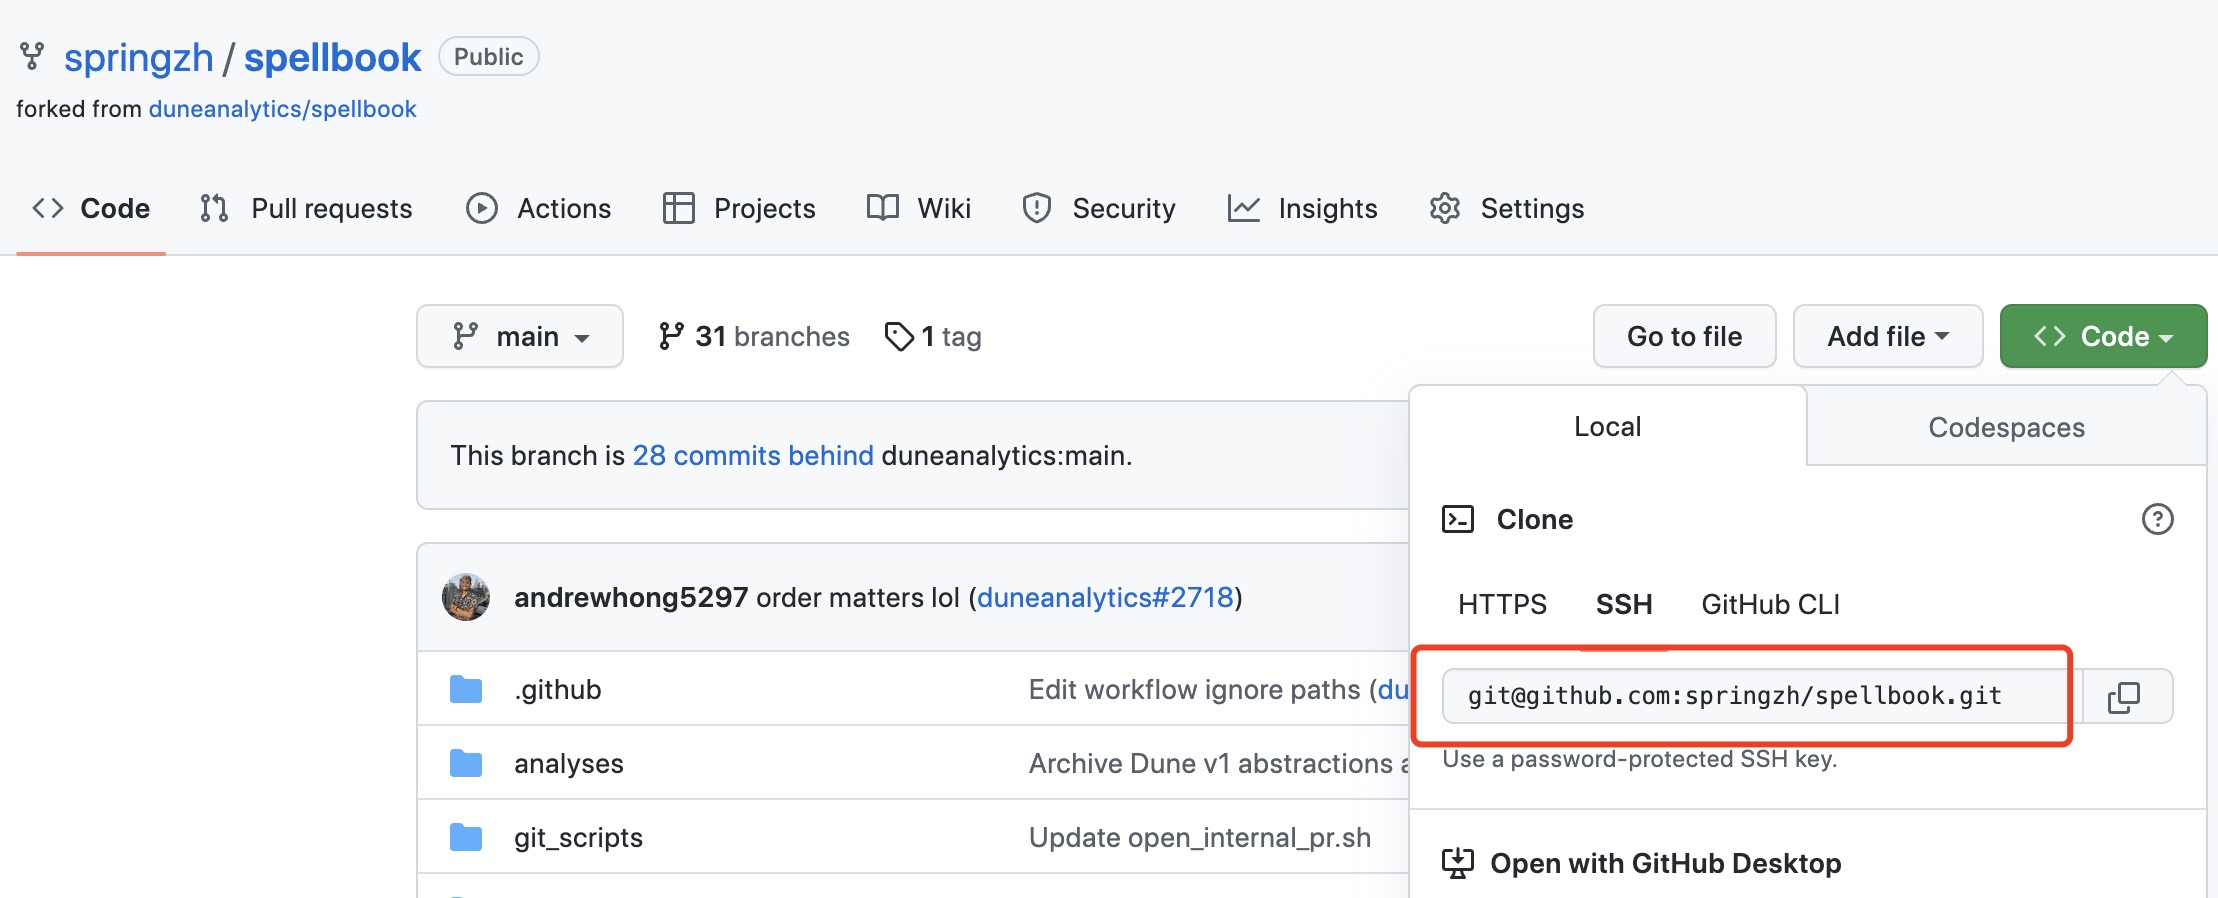 springzh / spellbook Public
forked from duneanalytics/spellbook
Code Pull requests Actions Projects Wiki Security Insights Settings
main 31 branches 1 tag Go to file Add file Code
Local Codespaces
This branch is 28 commits behind duneanalytics:main.
Clone
andrewhong5297 order matters lol (duneanalytics#2718)
HTTPS SSH GitHub CLI
git@github.com:springzh/spellbook.git
.github Edit workflow ignore paths (du
Use a password-protected SSH key.
analyses Archive Dune v1 abstractions
git_scripts Update open_internal_pr.sh
Open with GitHub Desktop